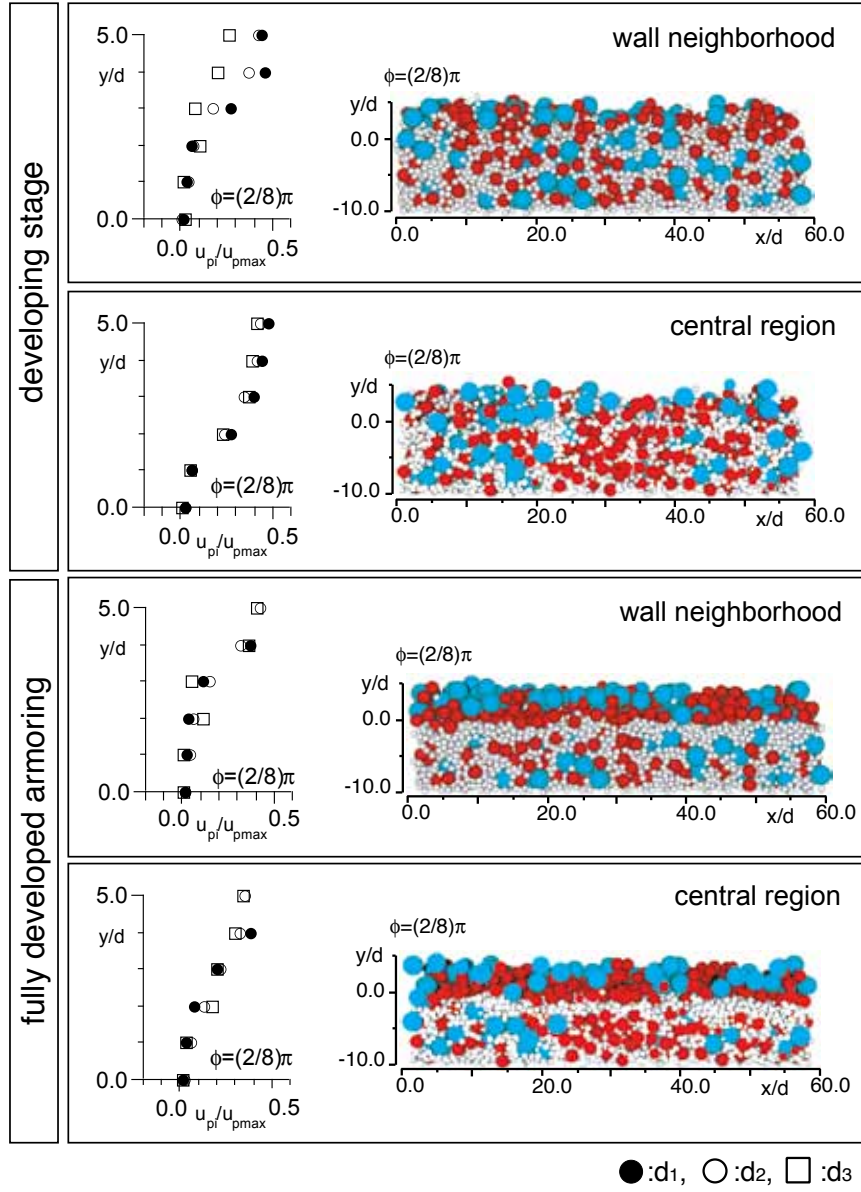 developing stage
wall neighborhood
5.0
y/d
0.0
φ=(2/8)π
0.0
0.5
u_pi/u_pmax
φ=(2/8)π
y/d
0.0
-10.0
0.0
20.0
40.0
60.0
x/d
central region
5.0
y/d
0.0
φ=(2/8)π
0.0
0.5
u_pi/u_pmax
φ=(2/8)π
y/d
0.0
-10.0
0.0
20.0
40.0
60.0
x/d
fully developed armoring
wall neighborhood
5.0
y/d
0.0
φ=(2/8)π
0.0
0.5
u_pi/u_pmax
φ=(2/8)π
y/d
0.0
-10.0
0.0
20.0
40.0
60.0
x/d
central region
5.0
y/d
0.0
φ=(2/8)π
0.0
0.5
u_pi/u_pmax
φ=(2/8)π
y/d
0.0
-10.0
0.0
20.0
40.0
60.0
x/d
●:d₁, ○:d₂, □:d₃